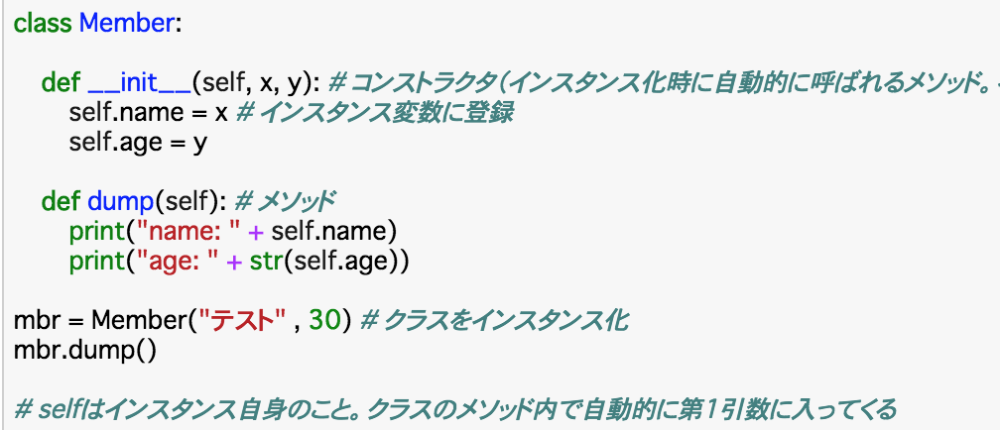 class Member:
def __init__(self, x, y): # コンストラクタ（インスタンス化時に自動的に呼ばれるメソッド。
self.name = x # インスタンス変数に登録
self.age = y
def dump(self): # メソッド
print("name: " + self.name)
print("age: " + str(self.age))
mbr = Member("テスト" , 30) # クラスをインスタンス化
mbr.dump()
# selfはインスタンス自身のこと。クラスのメソッド内で自動的に第１引数に入ってくる